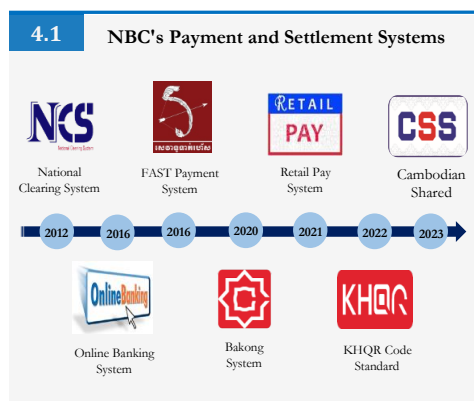 4.1 NBC's Payment and Settlement Systems
NCS
National Clearing System
RETAIL
PAY
CSS
National
Clearing System
FAST Payment
System
Retail Pay
System
Cambodian
Shared
2012 2016 2016 2020 2021 2022 2023
OnlineBanking
KHQR
Online Banking
System
Bakong
System
KHQR Code
Standard